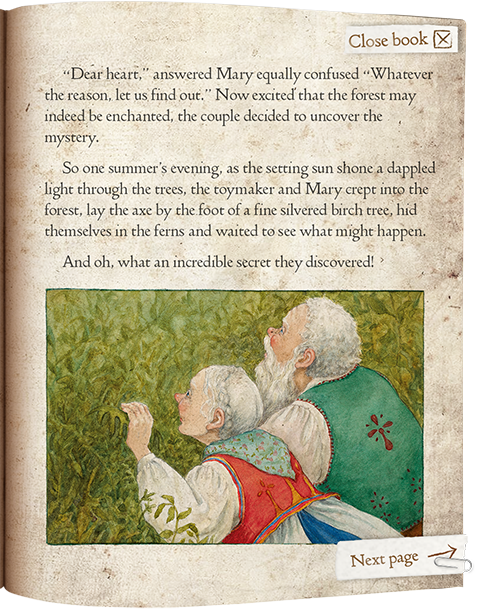 Close book
“Dear heart,” answered Mary equally confused “Whatever
the reason, let us find out.” Now excited that the forest may
indeed be enchanted, the couple decided to uncover the
mystery.
So one summer’s evening, as the setting sun shone a dappled
light through the trees, the toymaker and Mary crept into the
forest, lay the axe by the foot of a fine silvered birch tree, hid
themselves in the ferns and waited to see what might happen.
And oh, what an incredible secret they discovered!
Next page